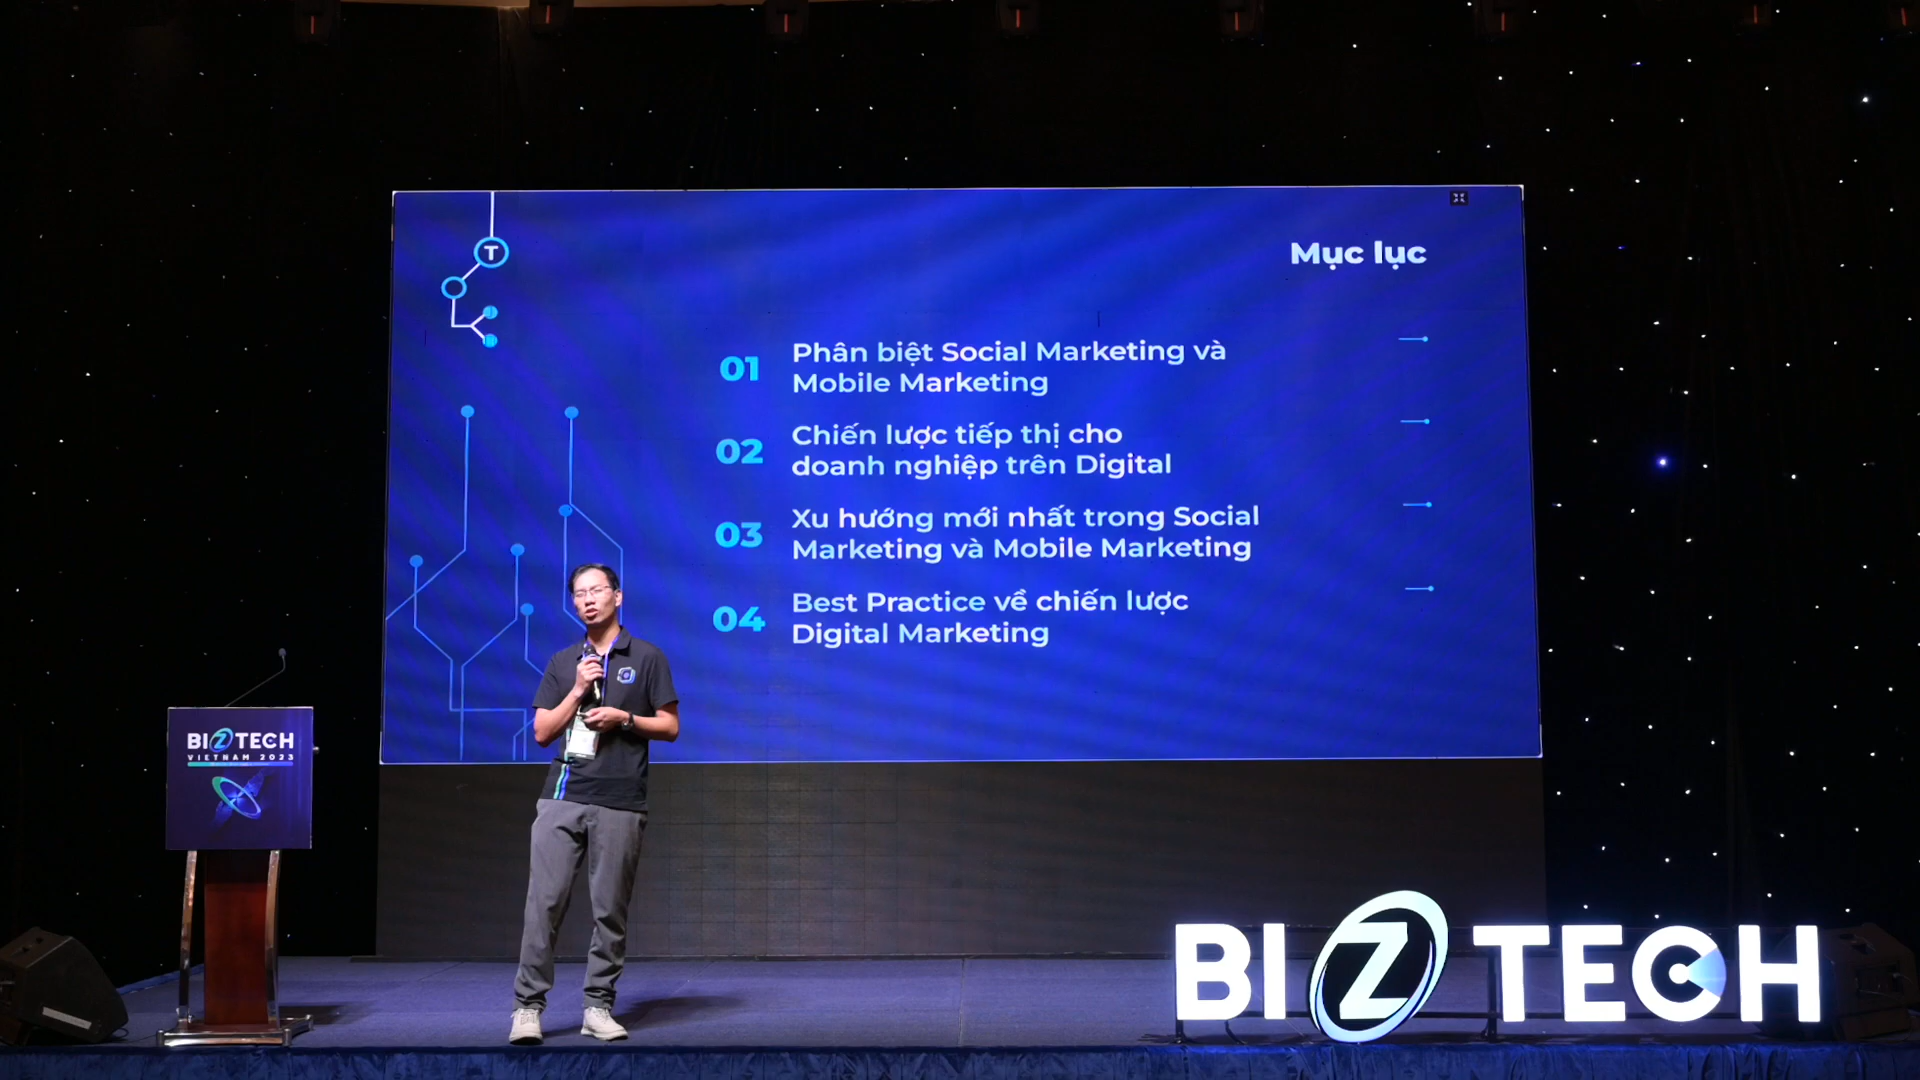 T
Mục lục
01
Phân biệt Social Marketing và
Mobile Marketing
02
Chiến lược tiếp thị cho
doanh nghiệp trên Digital
03
Xu hướng mới nhất trong Social
Marketing và Mobile Marketing
04
Best Practice về chiến lược
Digital Marketing
BIZTECH
VIETNAM 2023
BIZTECH